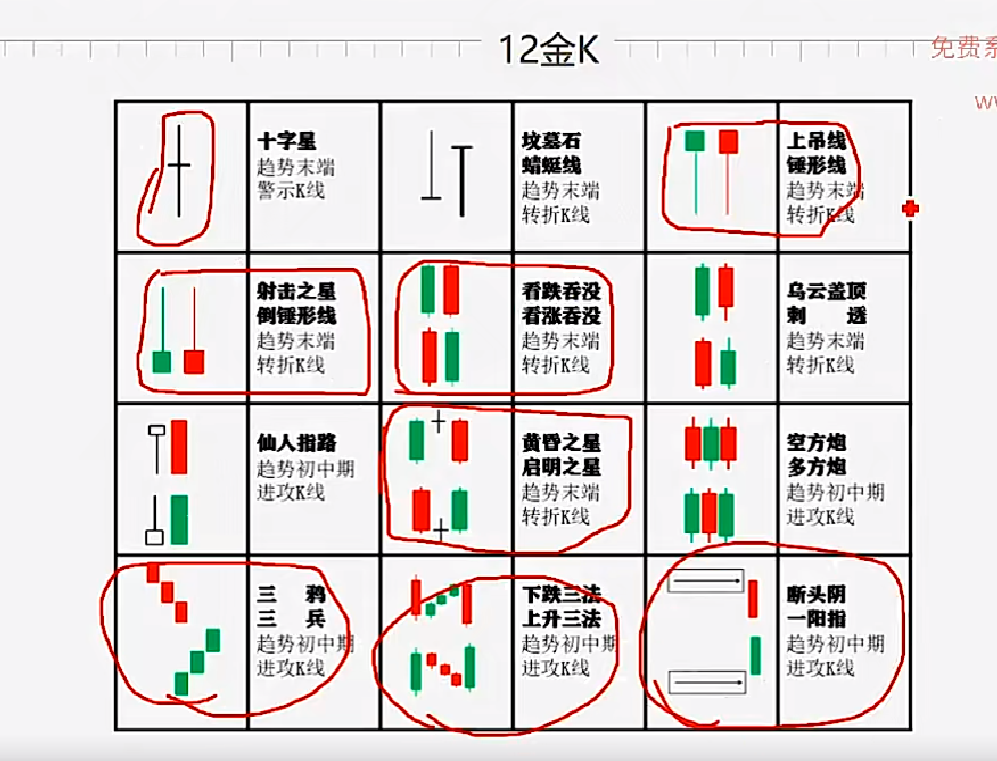 12金K
免费系
w
十字星
趋势末端
警示K线
坟墓石
蜻蜓线
趋势末端
转折K线
上吊线
锤形线
趋势末端
转折K线
射击之星
倒锤形线
趋势末端
转折K线
看跌吞没
看涨吞没
趋势末端
转折K线
乌云盖顶
刺 透
趋势末端
转折K线
仙人指路
趋势初中期
进攻K线
黄昏之星
启明之星
趋势末端
转折K线
空方炮
多方炮
趋势初中期
进攻K线
三 鸦
三 兵
趋势初中期
进攻K线
下跌三法
上升三法
趋势初中期
进攻K线
断头阴
一阳指
趋势初中期
进攻K线